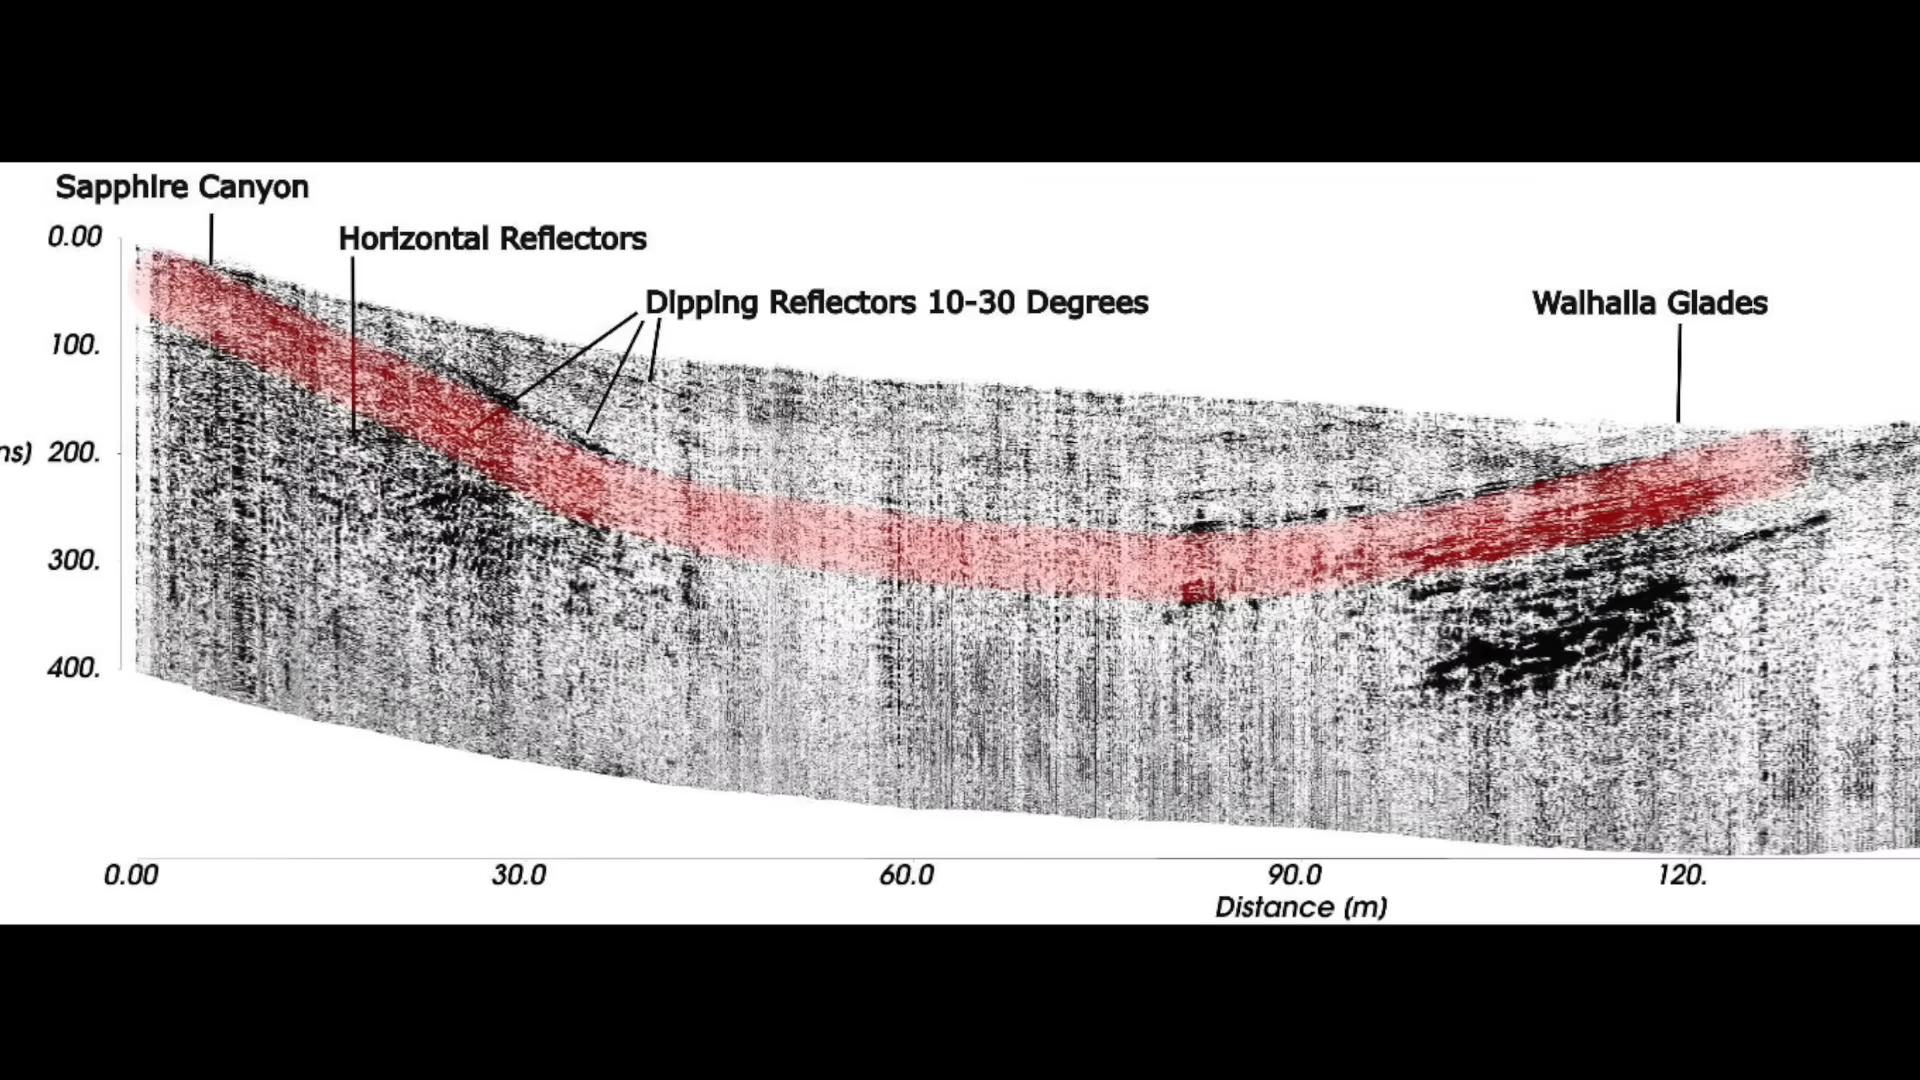 Sapphire Canyon
Horizontal Reflectors
Dipping Reflectors 10-30 Degrees
Walhalla Glades
0.00
100.
ns) 200.
300.
400.
0.00 30.0 60.0 90.0 120.
Distance (m)